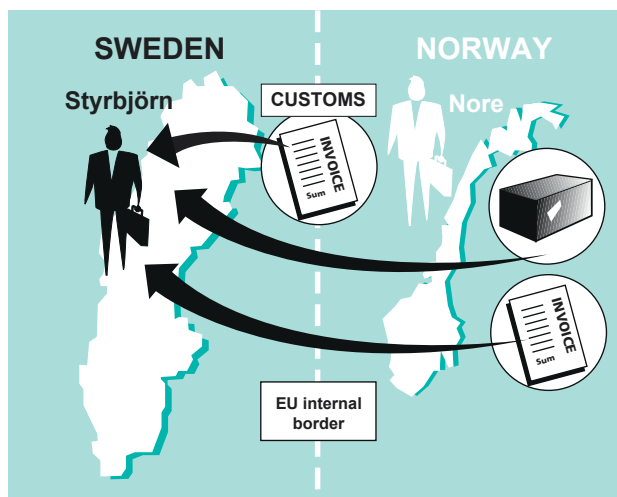 SWEDEN
NORWAY
Styrbjörn
CUSTOMS
Nore
INVOICE
Sum
INVOICE
Sum
EU internal
border